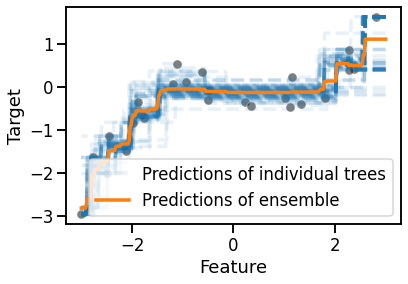 1
0
−1
−2
−3
Target
Predictions of individual trees
Predictions of ensemble
−2
0
2
Feature